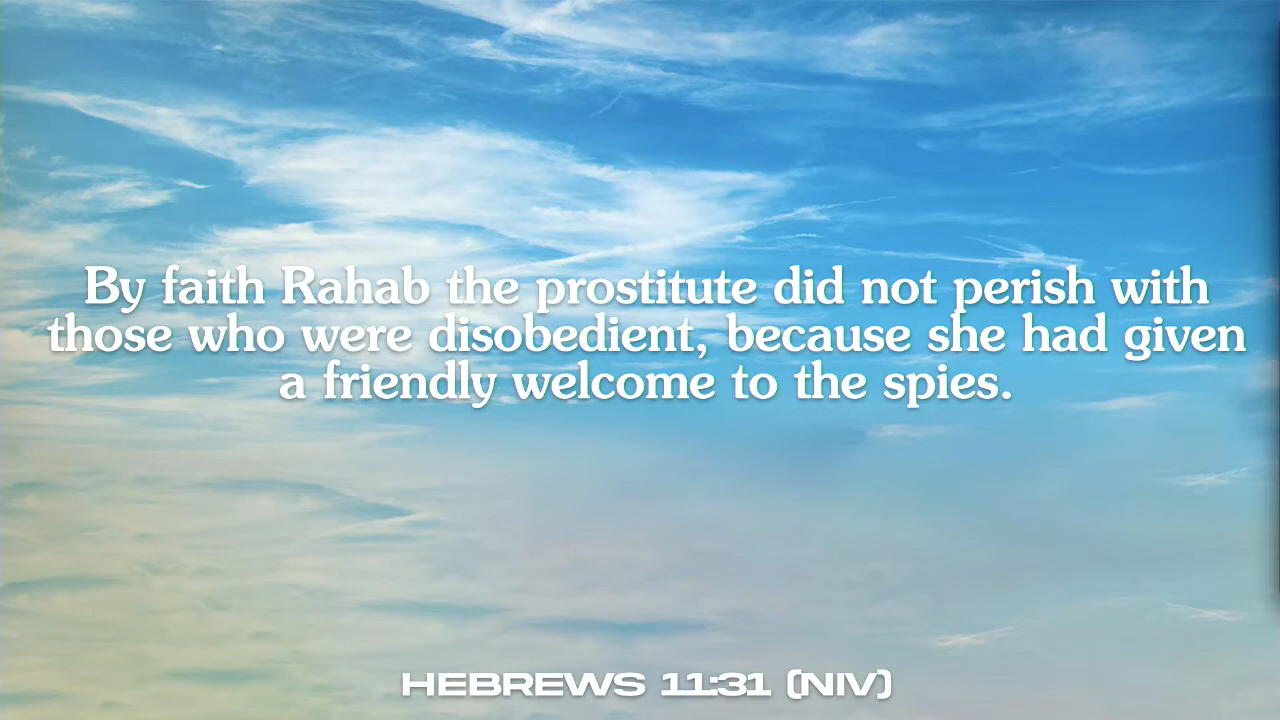 By faith Rahab the prostitute did not perish with
those who were disobedient, because she had given
a friendly welcome to the spies.
HEBREWS 11:31 (NIV)